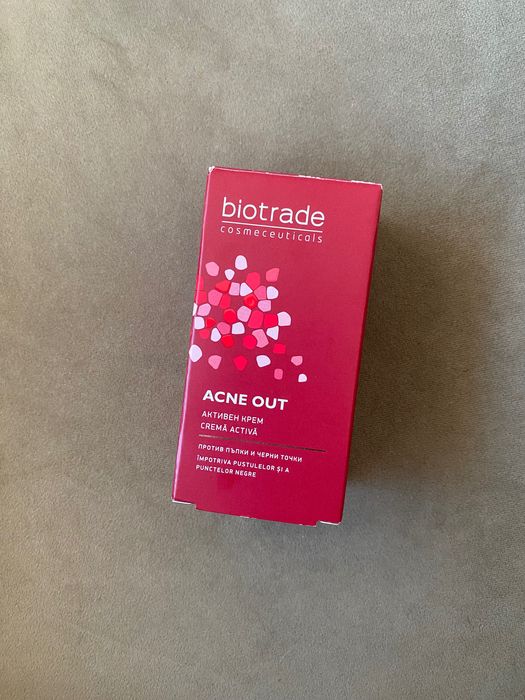 biotrade
cosmeceuticals
ACNE OUT
АКТИВЕН КРЕМ
CREMĂ ACTIVĂ
ПРОТИВ ПЪПКИ И ЧЕРНИ ТОЧКИ
ÎMPOTRIVA PUSTULELOR ȘI A
PUNCTELOR NEGRE